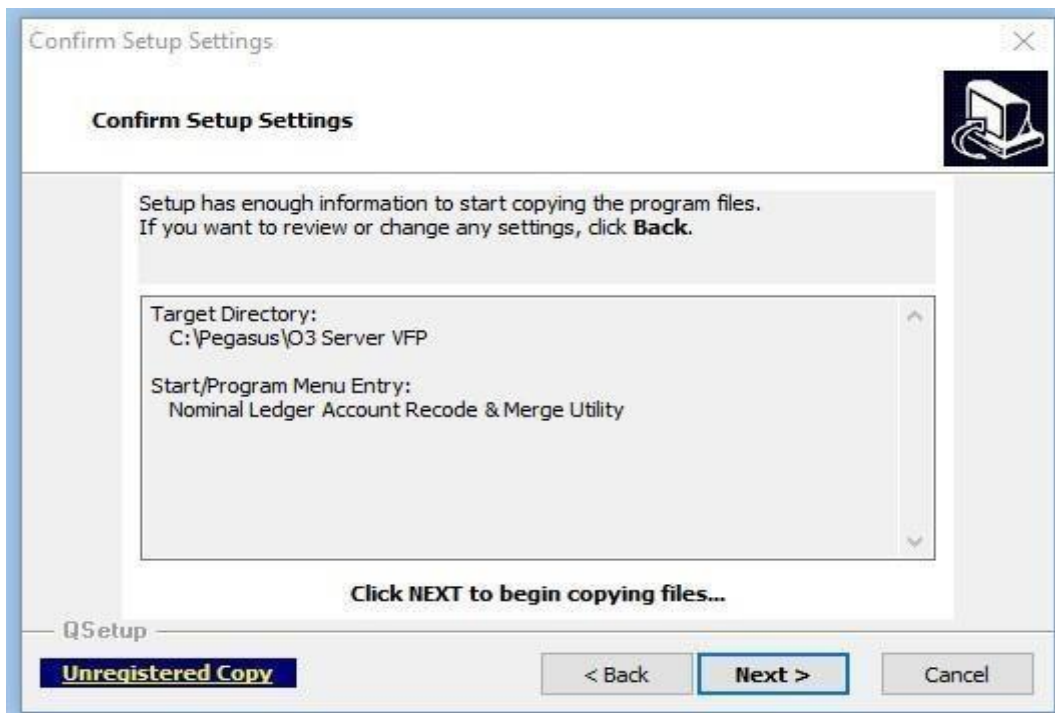 Confirm Setup Settings
Confirm Setup Settings
Setup has enough information to start copying the program files.
If you want to review or change any settings, click Back.
Target Directory:
C:\Pegasus\O3 Server VFP
Start/Program Menu Entry:
Nominal Ledger Account Recode & Merge Utility
Click NEXT to begin copying files...
QSetup
Unregistered Copy
< Back
Next >
Cancel